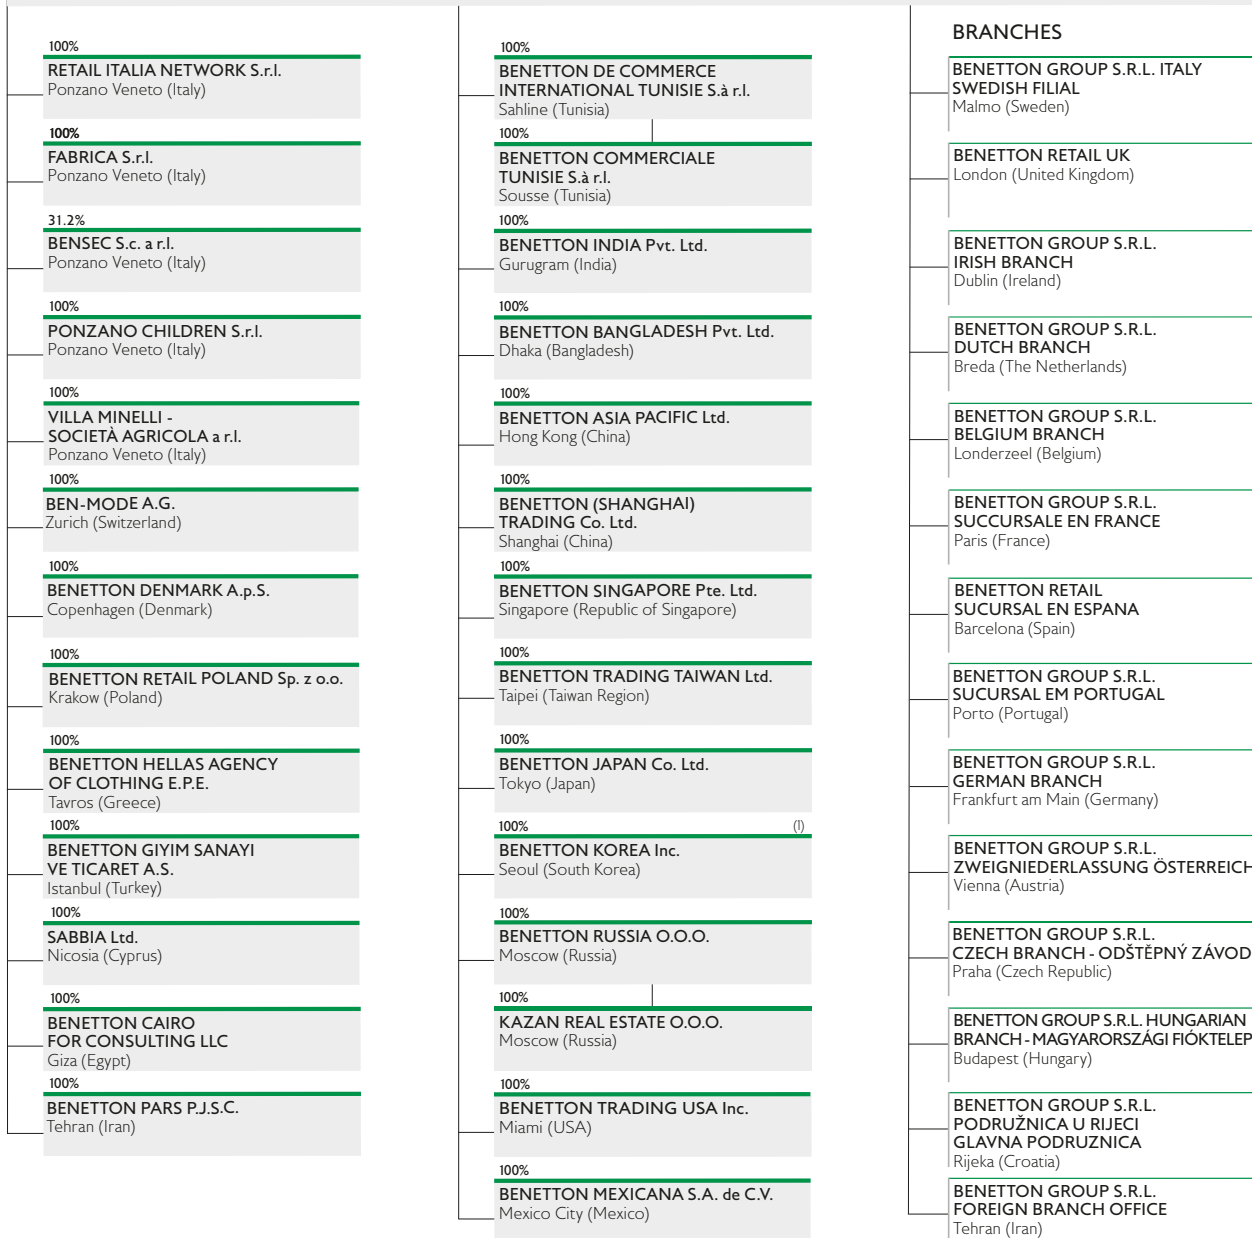 100%
RETAIL ITALIA NETWORK S.r.l.
Ponzano Veneto (Italy)
100%
FABRICA S.r.l.
Ponzano Veneto (Italy)
31.2%
BENSEC S.c. a r.l.
Ponzano Veneto (Italy)
100%
PONZANO CHILDREN S.r.l.
Ponzano Veneto (Italy)
100%
VILLA MINELLI -
SOCIETÀ AGRICOLA a r.l.
Ponzano Veneto (Italy)
100%
BEN-MODE A.G.
Zurich (Switzerland)
100%
BENETTON DENMARK A.p.S.
Copenhagen (Denmark)
100%
BENETTON RETAIL POLAND Sp. z o.o.
Krakow (Poland)
100%
BENETTON HELLAS AGENCY
OF CLOTHING E.P.E.
Tavros (Greece)
100%
BENETTON GIYIM SANAYI
VE TICARET A.S.
Istanbul (Turkey)
100%
SABBIA Ltd.
Nicosia (Cyprus)
100%
BENETTON CAIRO
FOR CONSULTING LLC
Giza (Egypt)
100%
BENETTON PARS P.J.S.C.
Tehran (Iran)
100%
BENETTON DE COMMERCE
INTERNATIONAL TUNISIE S.à r.l.
Sahline (Tunisia)
100%
BENETTON COMMERCIALE
TUNISIE S.à r.l.
Sousse (Tunisia)
100%
BENETTON INDIA Pvt. Ltd.
Gurugram (India)
100%
BENETTON BANGLADESH Pvt. Ltd.
Dhaka (Bangladesh)
100%
BENETTON ASIA PACIFIC Ltd.
Hong Kong (China)
100%
BENETTON (SHANGHAI)
TRADING Co. Ltd.
Shanghai (China)
100%
BENETTON SINGAPORE Pte. Ltd.
Singapore (Republic of Singapore)
100%
BENETTON TRADING TAIWAN Ltd.
Taipei (Taiwan Region)
100%
BENETTON JAPAN Co. Ltd.
Tokyo (Japan)
100% (1)
BENETTON KOREA Inc.
Seoul (South Korea)
100%
BENETTON RUSSIA O.O.O.
Moscow (Russia)
100%
KAZAN REAL ESTATE O.O.O.
Moscow (Russia)
100%
BENETTON TRADING USA Inc.
Miami (USA)
100%
BENETTON MEXICANA S.A. de C.V.
Mexico City (Mexico)
BRANCHES
BENETTON GROUP S.R.L. ITALY
SWEDISH FILIAL
Malmo (Sweden)
BENETTON RETAIL UK
London (United Kingdom)
BENETTON GROUP S.R.L.
IRISH BRANCH
Dublin (Ireland)
BENETTON GROUP S.R.L.
DUTCH BRANCH
Breda (The Netherlands)
BENETTON GROUP S.R.L.
BELGIUM BRANCH
Londerzeel (Belgium)
BENETTON GROUP S.R.L.
SUCCURSALE EN FRANCE
Paris (France)
BENETTON RETAIL
SUCURSAL EN ESPANA
Barcelona (Spain)
BENETTON GROUP S.R.L.
SUCURSAL EM PORTUGAL
Porto (Portugal)
BENETTON GROUP S.R.L.
GERMAN BRANCH
Frankfurt am Main (Germany)
BENETTON GROUP S.R.L.
ZWEIGNIEDERLASSUNG ÖSTERREICH
Vienna (Austria)
BENETTON GROUP S.R.L.
CZECH BRANCH - ODŠTĚPNÝ ZÁVOD
Praha (Czech Republic)
BENETTON GROUP S.R.L. HUNGARIAN
BRANCH - MAGYARORSZÁGI FIÓKTELEP
Budapest (Hungary)
BENETTON GROUP S.R.L.
PODRUŽNICA U RIJECI
GLAVNA PODRUZNICA
Rijeka (Croatia)
BENETTON GROUP S.R.L.
FOREIGN BRANCH OFFICE
Tehran (Iran)